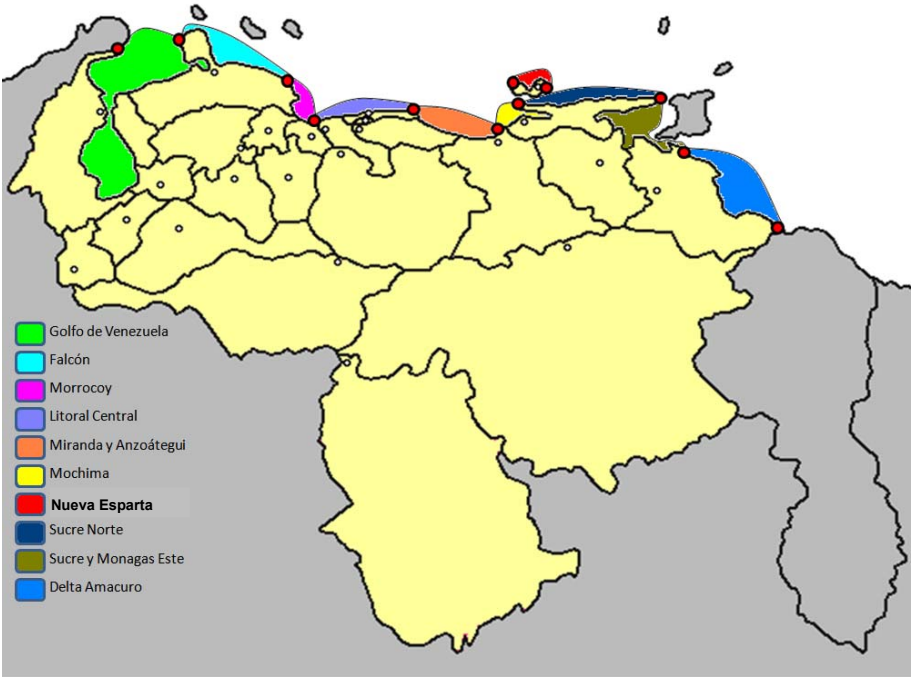 Golfo de Venezuela
Falcón
Morrocoy
Litoral Central
Miranda y Anzoátegui
Mochima
Nueva Esparta
Sucre Norte
Sucre y Monagas Este
Delta Amacuro